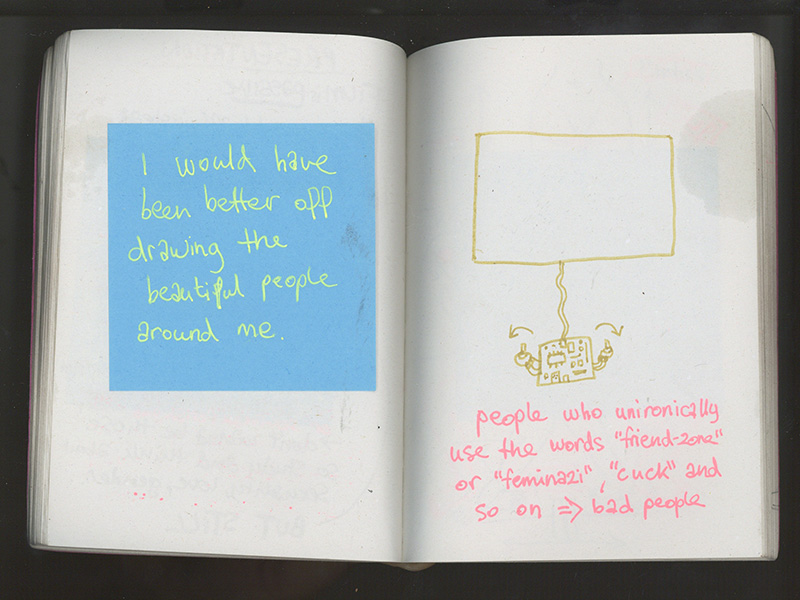 I would have
been better off
drawing the
beautiful people
around me.
people who unironically
use the words "friend-zone"
or "feminazi", "cuck" and
so on => bad people